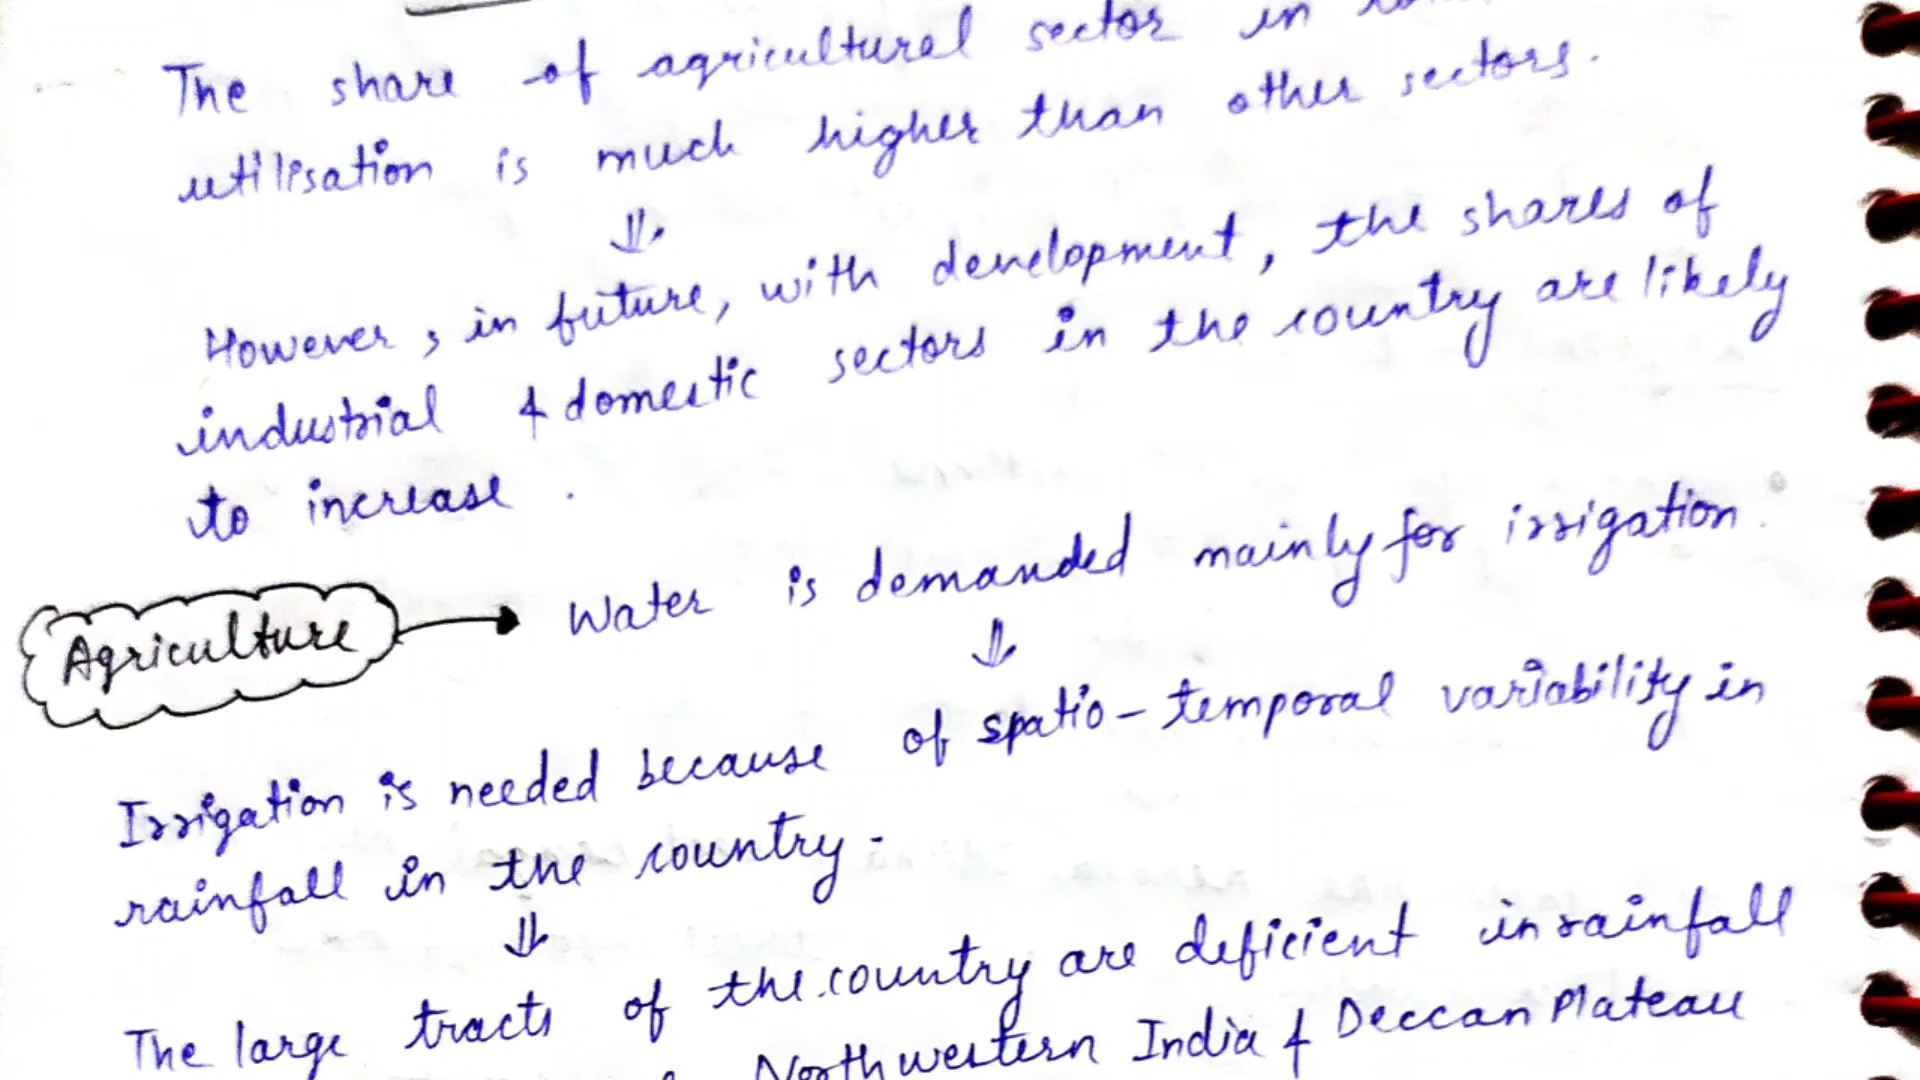 The share of agricultural sector in
utilisation is much higher than other sectors.
⇓
However, in future, with development, the shares of
industrial & domestic sectors in the country are likely
to increase.
Agriculture → Water is demanded mainly for irrigation.
⇓
Irrigation is needed because of spatio-temporal variability in
rainfall in the country.
⇓
The large tracts of the country are deficient in rainfall
Northwestern India & Deccan Plateau